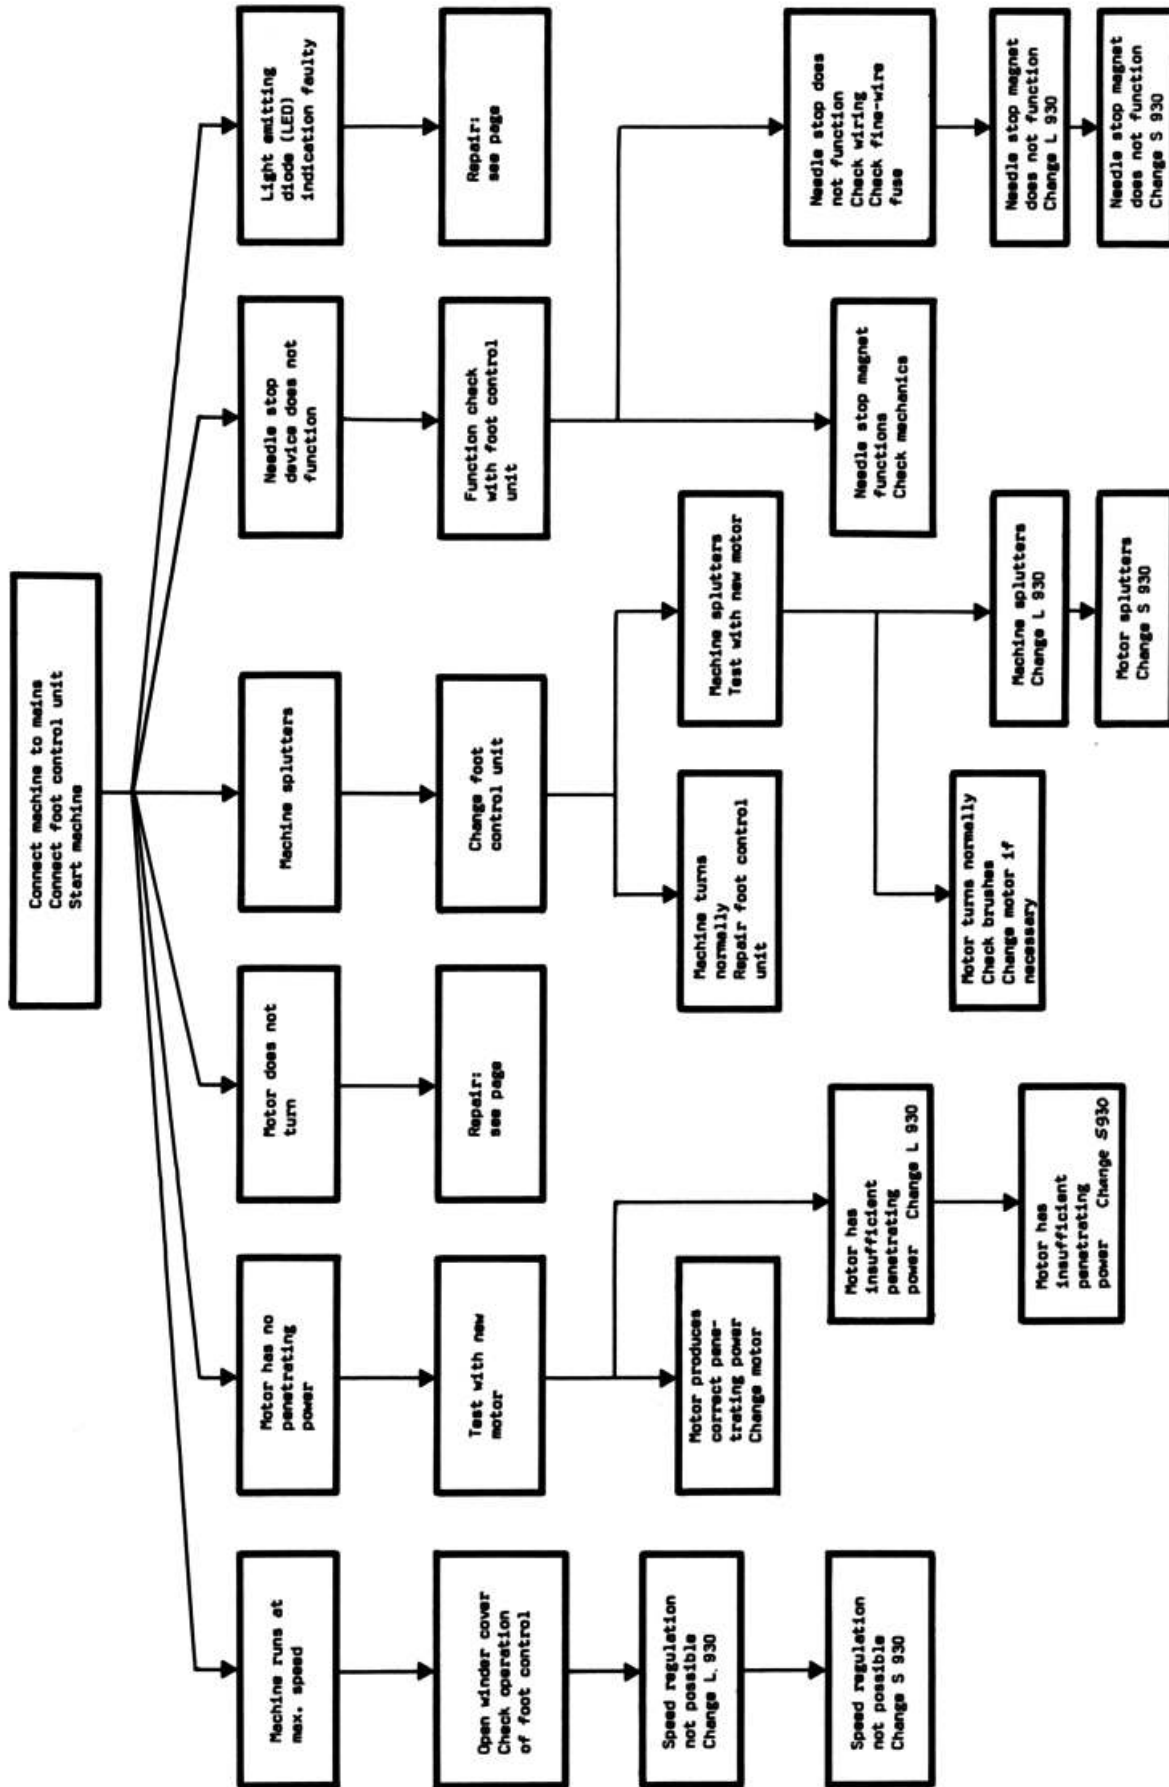 Connect machine to mains
Connect foot control unit
Start machine
Machine runs at
max. speed
Motor has no
penetrating
power
Motor does not
turn
Machine splutters
Needle stop
device does not
function
Light emitting
diode (LED)
indication faulty
Open winder cover
Check operation
of foot control
Test with new
motor
Repair:
see page
Change foot
control unit
Function check
with foot control
unit
Repair:
see page
Speed regulation
not possible
Change L 930
Motor produces
correct pene-
trating power
Change motor
Machine turns
normally
Repair foot control
unit
Machine splutters
Test with new motor
Needle stop does
not function
Check wiring
Check fine-wire
fuse
Speed regulation
not possible
Change S 930
Motor has
insufficient
penetrating
power Change L 930
Needle stop magnet
functions
Check mechanics
Motor turns normally
Check brushes
Change motor if
necessary
Machine splutters
Change L 930
Needle stop magnet
does not function
Change L 930
Motor has
insufficient
penetrating
power Change S930
Motor splutters
Change S 930
Needle stop magnet
does not function
Change S 930